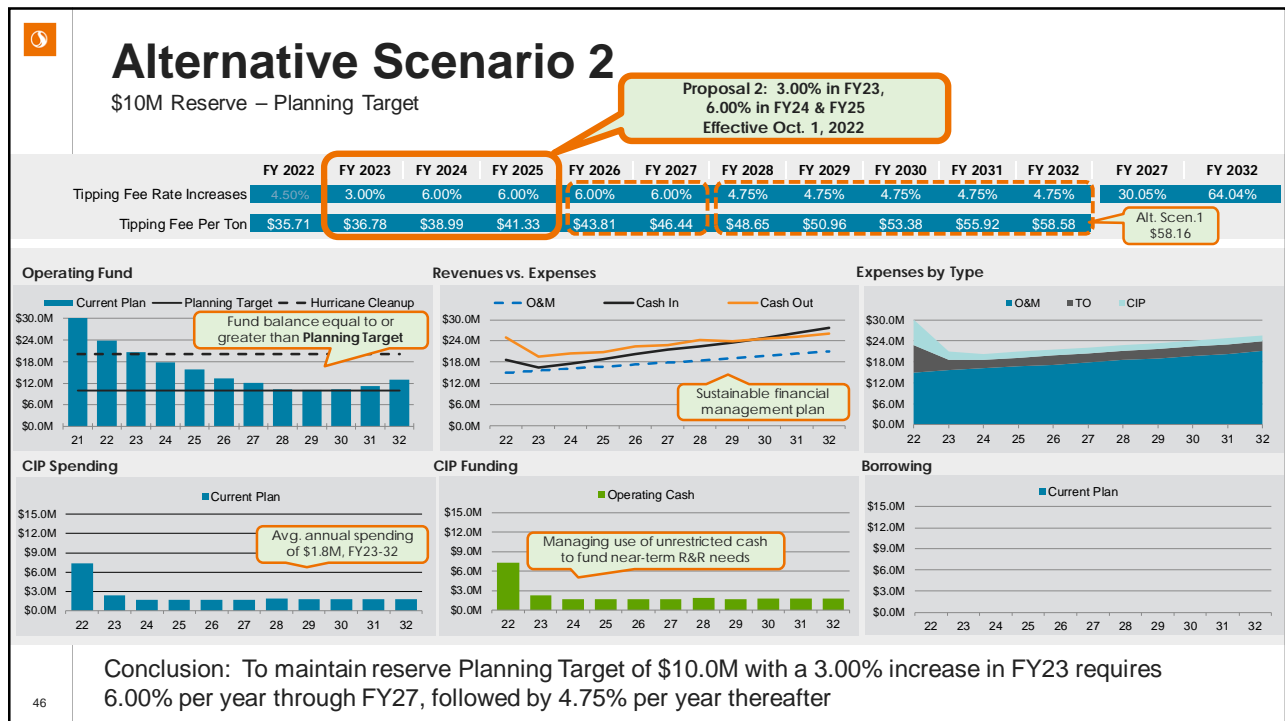 Alternative Scenario 2
$10M Reserve – Planning Target
Proposal 2: 3.00% in FY23,
6.00% in FY24 & FY25
Effective Oct. 1, 2022
FY 2022 FY 2023 FY 2024 FY 2025 FY 2026 FY 2027 FY 2028 FY 2029 FY 2030 FY 2031 FY 2032 FY 2027 FY 2032
Tipping Fee Rate Increases 4.50% 3.00% 6.00% 6.00% 6.00% 6.00% 4.75% 4.75% 4.75% 4.75% 4.75% 30.05% 64.04%
Tipping Fee Per Ton $35.71 $36.78 $38.99 $41.33 $43.81 $46.44 $48.65 $50.96 $53.38 $55.92 $58.58
Alt. Scen.1
$58.16
Operating Fund
Current Plan Planning Target Hurricane Cleanup
Fund balance equal to or
greater than Planning Target
$30.0M
$24.0M
$18.0M
$12.0M
$6.0M
$0.0M
21 22 23 24 25 26 27 28 29 30 31 32
Revenues vs. Expenses
O&M Cash In Cash Out
$30.0M
$24.0M
$18.0M
$12.0M
$6.0M
$0.0M
Sustainable financial
management plan
22 23 24 25 26 27 28 29 30 31 32
Expenses by Type
O&M TO CIP
$30.0M
$24.0M
$18.0M
$12.0M
$6.0M
$0.0M
22 23 24 25 26 27 28 29 30 31 32
CIP Spending
Current Plan
$15.0M
$12.0M
$9.0M
$6.0M
$3.0M
$0.0M
Avg. annual spending
of $1.8M, FY23-32
22 23 24 25 26 27 28 29 30 31 32
CIP Funding
Operating Cash
$15.0M
$12.0M
$9.0M
$6.0M
$3.0M
$0.0M
Managing use of unrestricted cash
to fund near-term R&R needs
22 23 24 25 26 27 28 29 30 31 32
Borrowing
Current Plan
$15.0M
$12.0M
$9.0M
$6.0M
$3.0M
$0.0M
22 23 24 25 26 27 28 29 30 31 32
Conclusion: To maintain reserve Planning Target of $10.0M with a 3.00% increase in FY23 requires
6.00% per year through FY27, followed by 4.75% per year thereafter
46